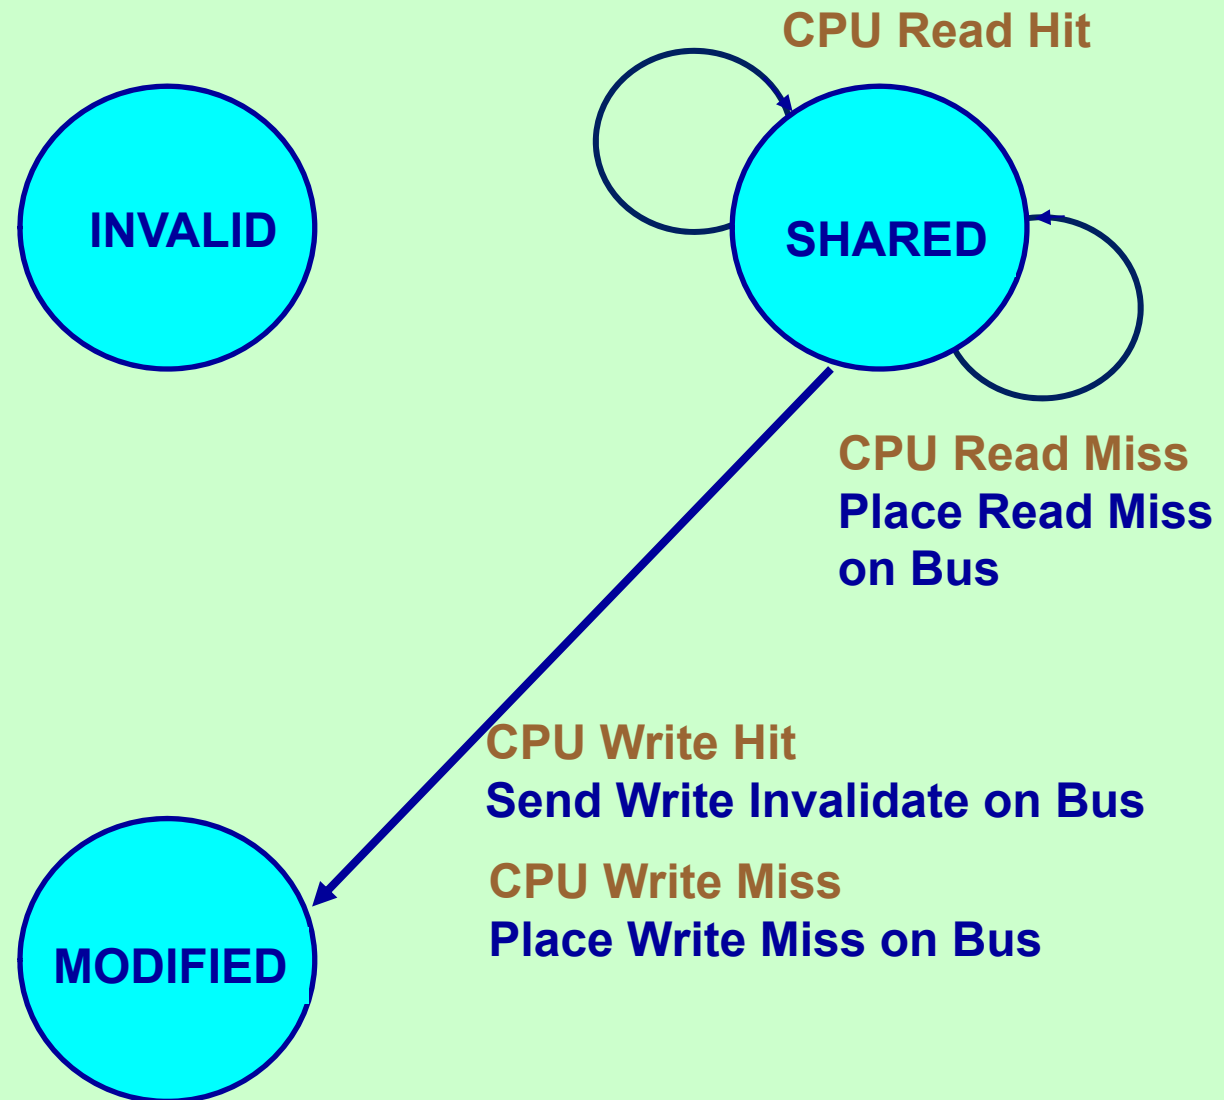 CPU Read Hit
INVALID
SHARED
CPU Read Miss
Place Read Miss
on Bus
CPU Write Hit
Send Write Invalidate on Bus
CPU Write Miss
Place Write Miss on Bus
MODIFIED